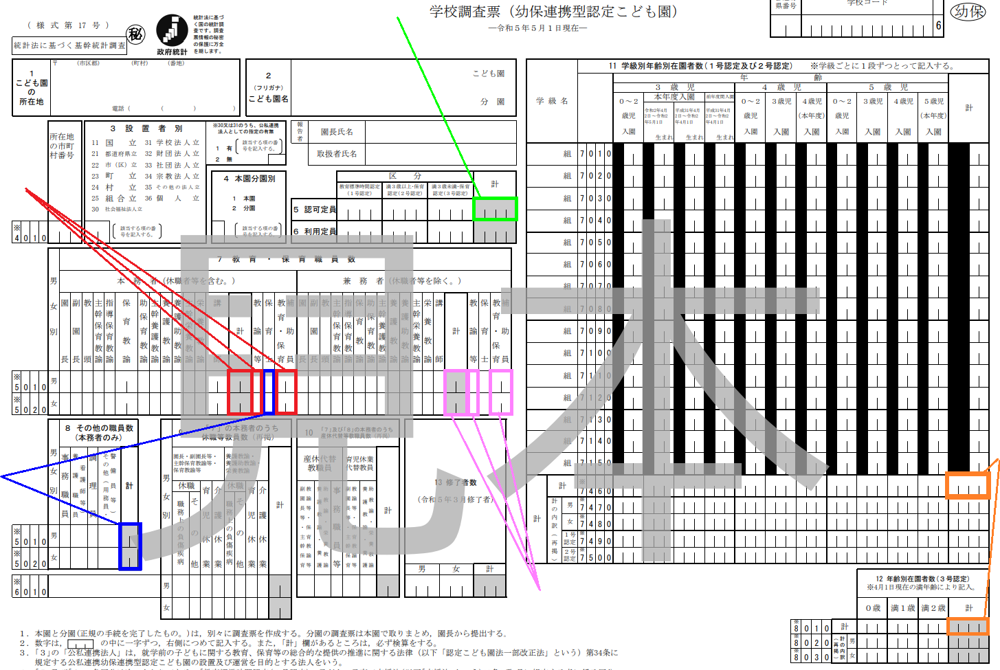 学校調査票（幼保連携型認定こども園）
―令和５年５月１日現在―
（様式第17号）
秘
統計法に基づく基幹統計調査
政府統計
統計法に基づ
く国の統計調
査です。調査
票情報の秘密
の保護に万全
を期します。
県番号
学校コード
6
幼保
1
こども園
の
所在地
〒 （市区郡） （町村） （番地）
電話（ （ ） ）
2
（フリガナ）
こども園名
こども園
分 園
所在地
の市町
村番号
※
4 0 1 0
3 設 置 者 別
11 国 立 31 学校法人立
21 都道府県立 32 財団法人立
22 市（区）立 33 社団法人立
23 町 立 34 宗教法人立
24 村 立 35 その他の法人立
25 組合立 36 個 人 立
30 社会福祉法人立
該当する項の番
号を記入する。
※30又は31のうち、公私連携
法人としての指定の有無
1 有
2 無
該当する項の番
号を記入する。
4 本園分園別
1 本園
2 分園
該当する項の番
号を記入する。
報告者
園長氏名
取扱者氏名
区 分
計
教育標準時間認定
（1号認定）
満３歳以上・保育
認定（2号認定）
満３歳未満・保育
認定（3号認定）
5 認可定員
6 利用定員
7 教 育 ・ 保 育 職 員 数
男女別
本 務 者（休職者等を含む。）
兼 務 者（休職者等を除く。）
園長 副園長 教頭 主幹保育教諭 指導保育教諭 保育教諭 助保育教諭 主幹養護教諭 養護教諭 養護助教諭 主幹栄養教諭 栄養教諭 講師 計 教諭等 保育士 教育・保育補助員
園長 副園長 教頭 主幹保育教諭 指導保育教諭 保育教諭 助保育教諭 主幹養護教諭 養護教諭 養護助教諭 主幹栄養教諭 栄養教諭 講師 計 教諭等 保育士 教育・保育補助員
※
5 0 1 0 男
※
5 0 2 0 女
8 その他の職員数
（本務者のみ）
男女別 事務職員 養護職員（看護師等） 調理員 その他（用務員・警備員等） 計
※
5 0 1 0 男
※
5 0 2 0 女
※
6 0 1 0
9 「7」の本務者のうち
休職等教員数（再掲）
男女別
園長・副園長等・
主幹保育教諭等・
保育教諭等
養護教諭・
養護助教諭・
栄養教諭
休職 育児休業 介護休業
職務上の負傷疾病 その他
休職 育児休業 介護休業
職務上の負傷疾病 その他
計
男
女
10 「7」及び「8」の本務者のうち
産休代替等教職員数（再掲）
産休代替
教職員
育児休業
代替教員
事務職員等
計
13 修了者数
（令和５年３月修了者）
男 女 計
11 学級別年齢別在園者数(１号認定及び２号認定) ※学級ごとに１段ずつとって記入する。
学 級 名
年 齢
３ 歳 児 ４ 歳 児 ５ 歳 児
計
０～２
歳児
入園
本年度入園
前年度間入園
令和2年4月
2日～令和2
年5月1日
平成31年4月
2日～令和2年
4月1日
平成31年4月
2日～令和2年
4月1日
生まれ 生まれ 生まれ
０～２
歳児
入園
３歳児
入園
４歳児
（本年度）
入園
０～２
歳児
入園
３歳児
入園
４歳児
入園
５歳児
（本年度）
入園
組 7 0 1 0
組 7 0 2 0
組 7 0 3 0
組 7 0 4 0
組 7 0 5 0
組 7 0 6 0
組 7 0 7 0
組 7 0 8 0
組 7 0 9 0
組 7 1 0 0
組 7 1 1 0
組 7 1 2 0
組 7 1 3 0
組 7 1 4 0
組 7 1 5 0
計
計 ※ 7 4 6 0
計の内訳（再掲）
男 ※ 7 4 7 0
女 ※ 7 4 8 0
１号認定 ※ 7 4 9 0
２号認定 ※ 7 5 0 0
12 年齢別在園者数(３号認定)
※4月1日現在の満年齢により記入。
０歳 満１歳 満２歳 計
※ 8 0 1 0 計
計の内訳（再掲）
※ 8 0 2 0 男
※ 8 0 3 0 女
見本
1．本園と分園(正規の手続を完了したもの。)は，別々に調査票を作成する。分園の調査票は本園で取りまとめ，園長から提出する。
2．数字は， の中に一字ずつ，右側につめて記入する。また，「計」欄があるところは，必ず検算をする。
3．「3」の「公私連携法人」は，就学前の子どもに関する教育、保育等の総合的な提供の推進に関する法律（以下「認定こども園法一部改正法」という）第34条に
規定する公私連携幼保連携型認定こども園の設置及び運営を目的とする法人をいう。